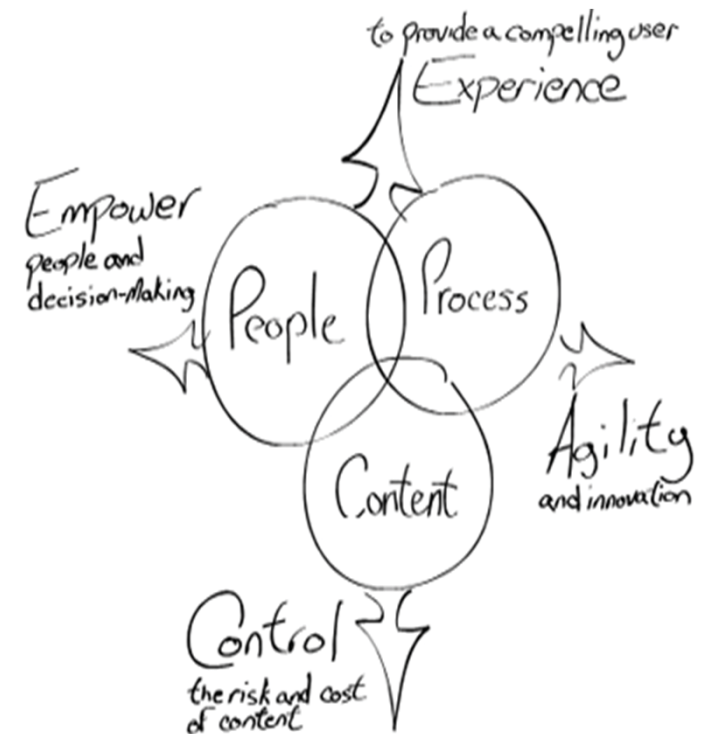 to provide a compelling user
Experience
Empower
people and
decision-Making
People
Process
Agility
and innovation
Content
Control
the risk and cost
of content